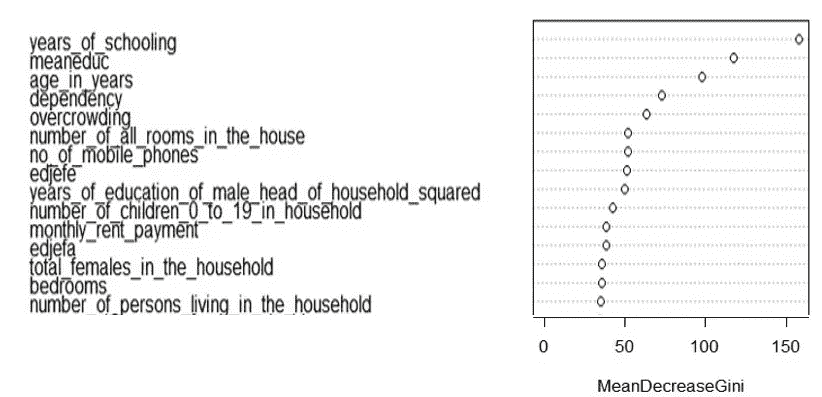 years_of_schooling
meaneduc
age_in_years
dependency
overcrowding
number_of_all_rooms_in_the_house
no_of_mobile_phones
edjefe
years_of_education_of_male_head_of_household_squared
number_of_children_0_to_19_in_household
monthly_rent_payment
edjefa
total_females_in_the_household
bedrooms
number_of_persons_living_in_the_household
0 50 100 150
MeanDecreaseGini